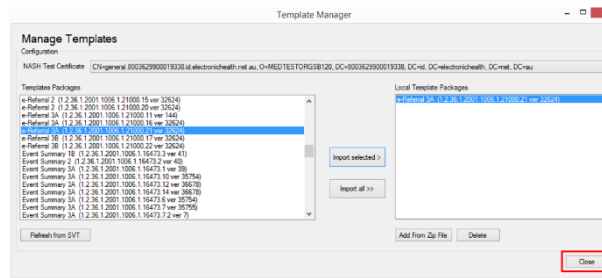 Template Manager
Manage Templates
Configuration
NASH Test Certificate CN=general.8003629900019338.id.electronichealth.net.au, O=MEDTESTORGSB120, DC=8003629900019338, DC=id, DC=electronichealth, DC=net, DC=au
Templates Packages
e-Referral 2 (1.2.36.1.2001.1006.1.21000.15 ver 32624)
e-Referral 2 (1.2.36.1.2001.1006.1.21000.20 ver 32624)
e-Referral 3A (1.2.36.1.2001.1006.1.21000.11 ver 144)
e-Referral 3A (1.2.36.1.2001.1006.1.21000.16 ver 32624)
e-Referral 3A (1.2.36.1.2001.1006.1.21000.21 ver 32624)
e-Referral 3B (1.2.36.1.2001.1006.1.21000.17 ver 32624)
e-Referral 3B (1.2.36.1.2001.1006.1.21000.22 ver 32624)
Event Summary 1B (1.2.36.1.2001.1006.1.16473.3 ver 41)
Event Summary 2 (1.2.36.1.2001.1006.1.16473.2 ver 40)
Event Summary 3A (1.2.36.1.2001.1006.1.16473.1 ver 39)
Event Summary 3A (1.2.36.1.2001.1006.1.16473.10 ver 35754)
Event Summary 3A (1.2.36.1.2001.1006.1.16473.12 ver 36678)
Event Summary 3A (1.2.36.1.2001.1006.1.16473.14 ver 36678)
Event Summary 3A (1.2.36.1.2001.1006.1.16473.6 ver 35754)
Event Summary 3A (1.2.36.1.2001.1006.1.16473.7 ver 35755)
Event Summary 3A (1.2.36.1.2001.1006.1.16473.7.2 ver 7)
Import selected >
Import all >>
Local Template Packages
e-Referral 3A (1.2.36.1.2001.1006.1.21000.21 ver 32624)
Refresh from SVT
Add From Zip File
Delete
Close